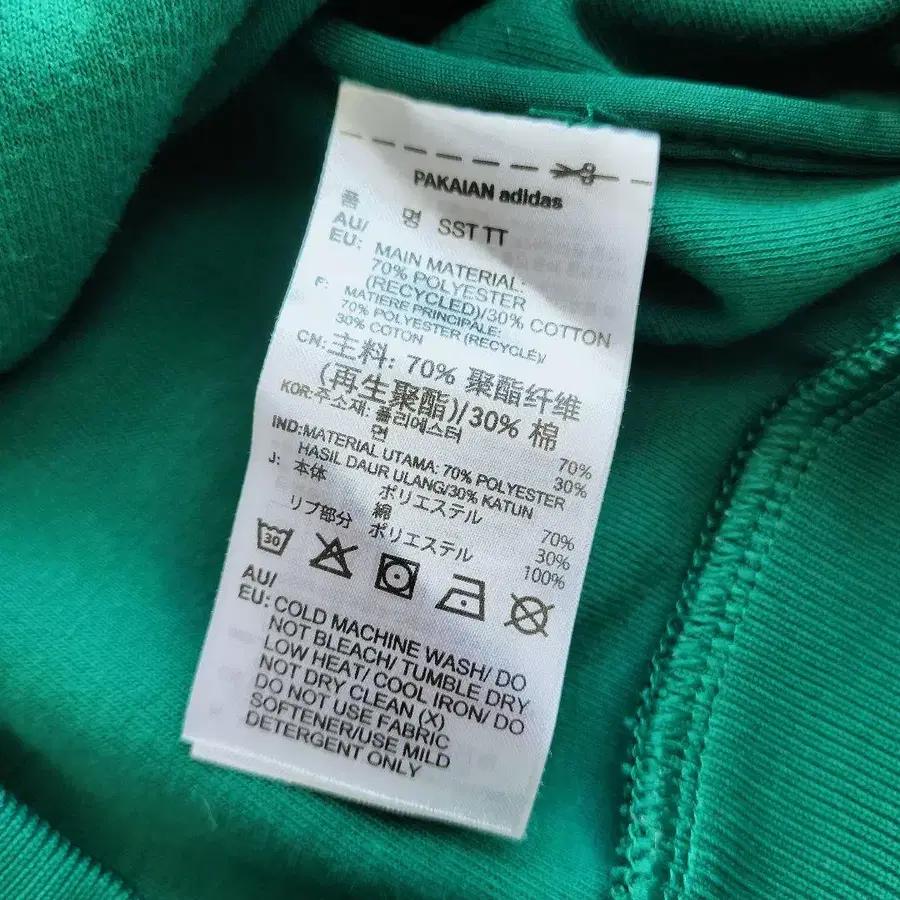 PAKAIAN adidas
품 명 SST TT
AU/
EU: MAIN MATERIAL:
70% POLYESTER
(RECYCLED)/30% COTTON
F: MATIERE PRINCIPALE:
70% POLYESTER (RECYCLÉ)/
30% COTTON
CN: 主料: 70% 聚酯纤维
(再生聚酯)/30% 棉
KOR: 주소재: 폴리에스터 70%
면 30%
IND: MATERIAL UTAMA: 70% POLYESTER
HASIL DAUR ULANG/30% KATUN
J: 本体 ポリエステル 70%
綿 30%
リブ部分 ポリエステル 100%
30
AU/
EU: COLD MACHINE WASH/ DO
NOT BLEACH/ TUMBLE DRY
LOW HEAT/ COOL IRON/ DO
NOT DRY CLEAN (X)
DO NOT USE FABRIC
SOFTENER/USE MILD
DETERGENT ONLY